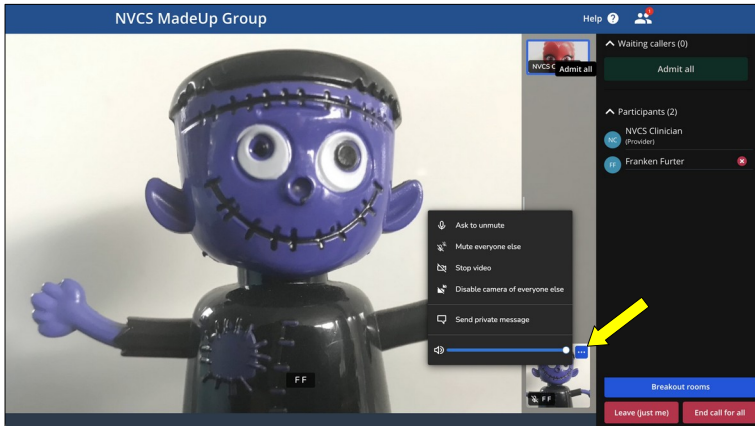 NVCS MadeUp Group
Help ?
1
NVCS C
Admit all
Waiting callers (0)
Admit all
Participants (2)
NC
NVCS Clinician
(Provider)
FF
Franken Furter
Ask to unmute
Mute everyone else
Stop video
Disable camera of everyone else
Send private message
F F
F F
Breakout rooms
Leave (just me)
End call for all